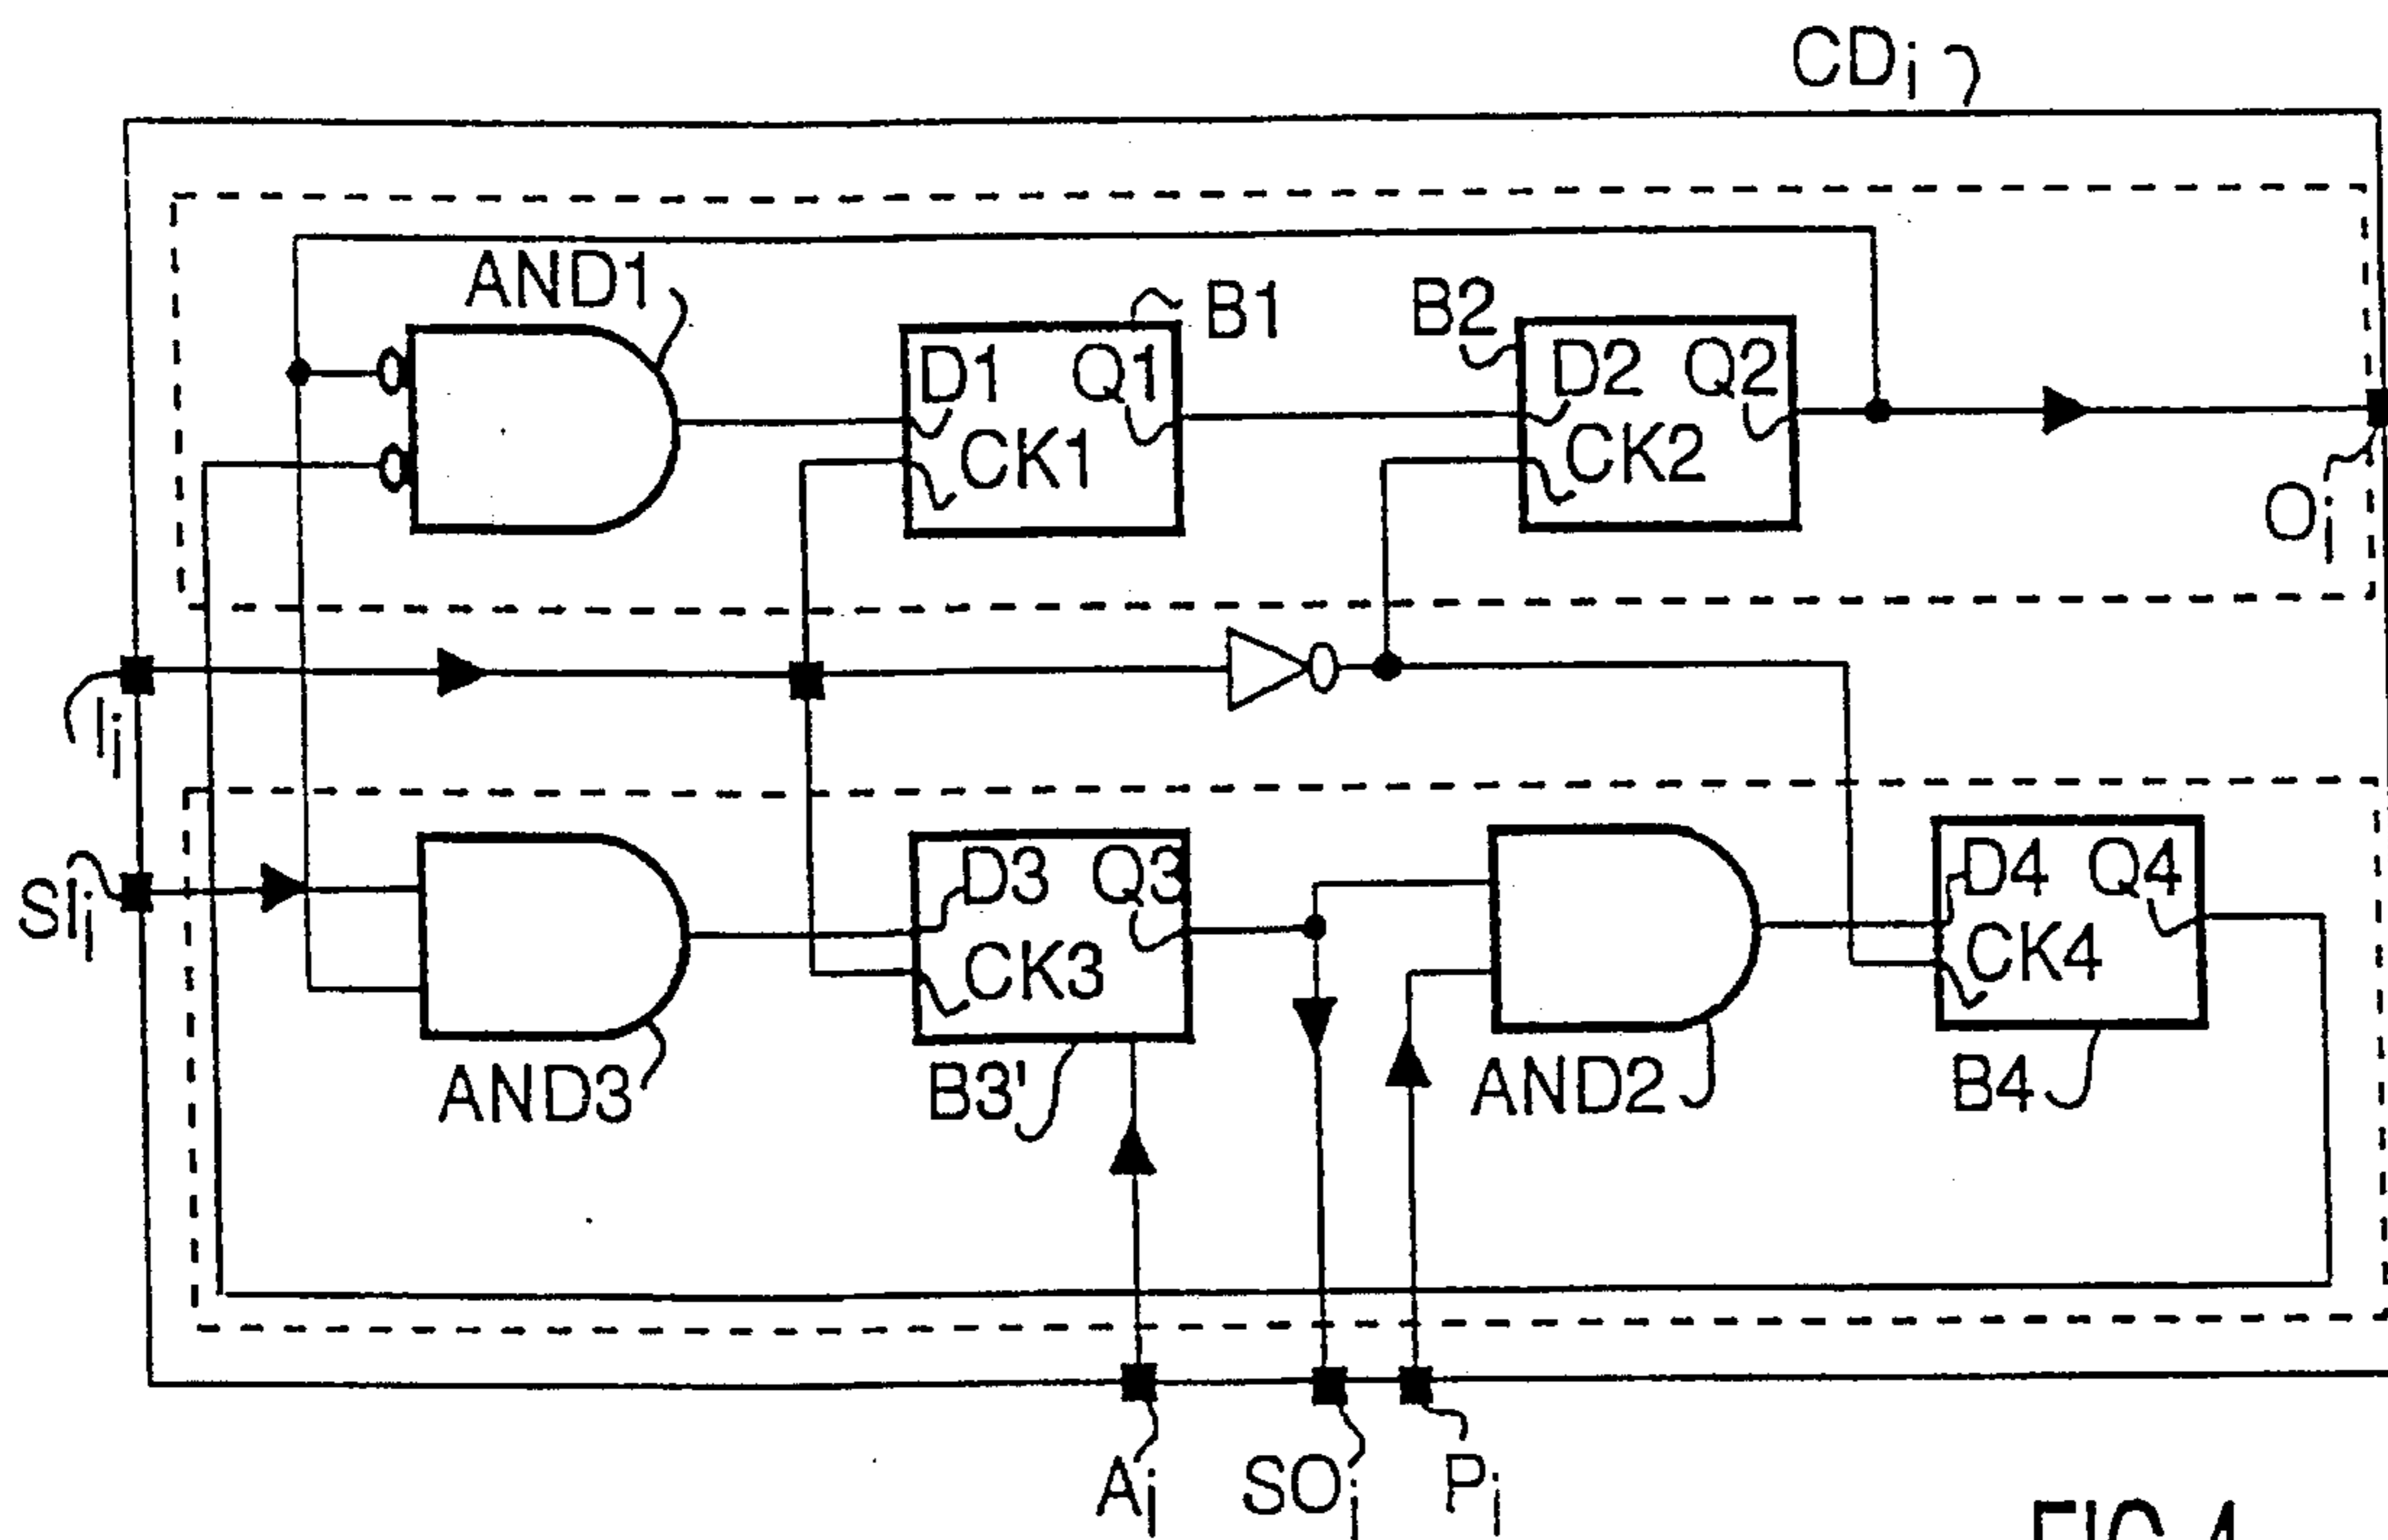 CDi
AND1
B1
B2
D1 Q1
CK1
D2 Q2
CK2
Oi
Ii
SIi
D3 Q3
CK3
D4 Q4
CK4
AND3
B3'
AND2
B4
Ai
SOi
Pi